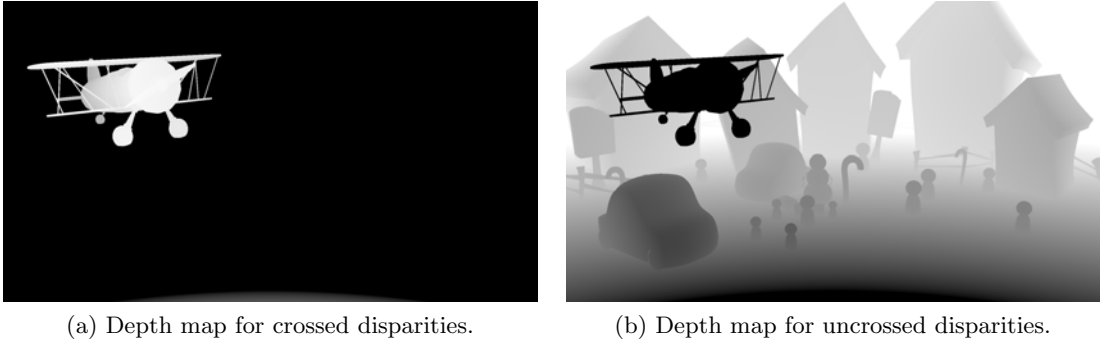 (a) Depth map for crossed disparities.
(b) Depth map for uncrossed disparities.